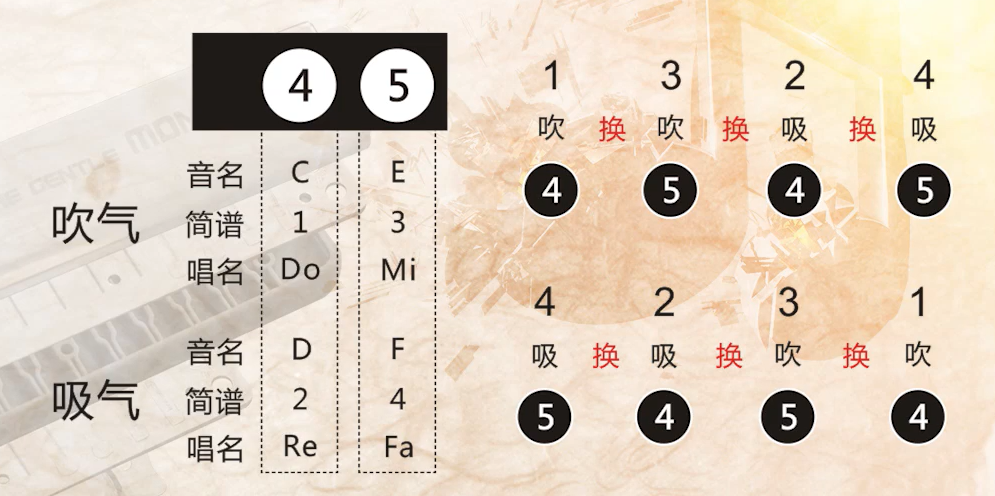 4 5
音名 C E
吹气 简谱 1 3
唱名 Do Mi
音名 D F
吸气 简谱 2 4
唱名 Re Fa
1 3 2 4
吹 换 吹 换 吸 换 吸
4 5 4 5
4 2 3 1
吸 换 吸 换 吹 换 吹
5 4 5 4